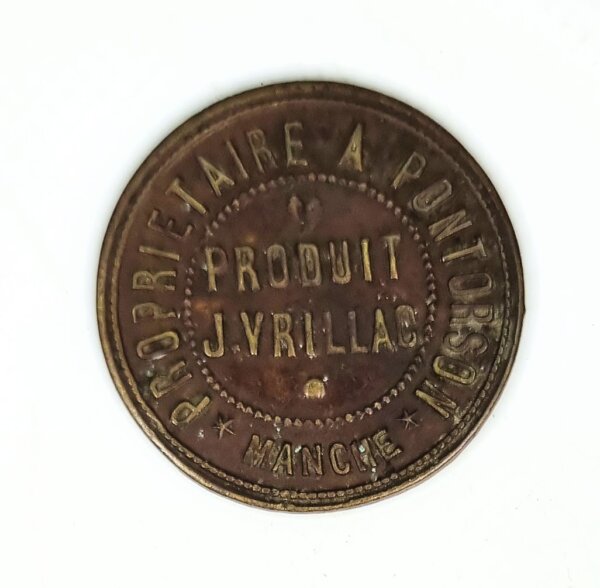 PROPRIETAIRE A PONTORSON
PRODUIT
J. VRILLAC
* MANCHE *